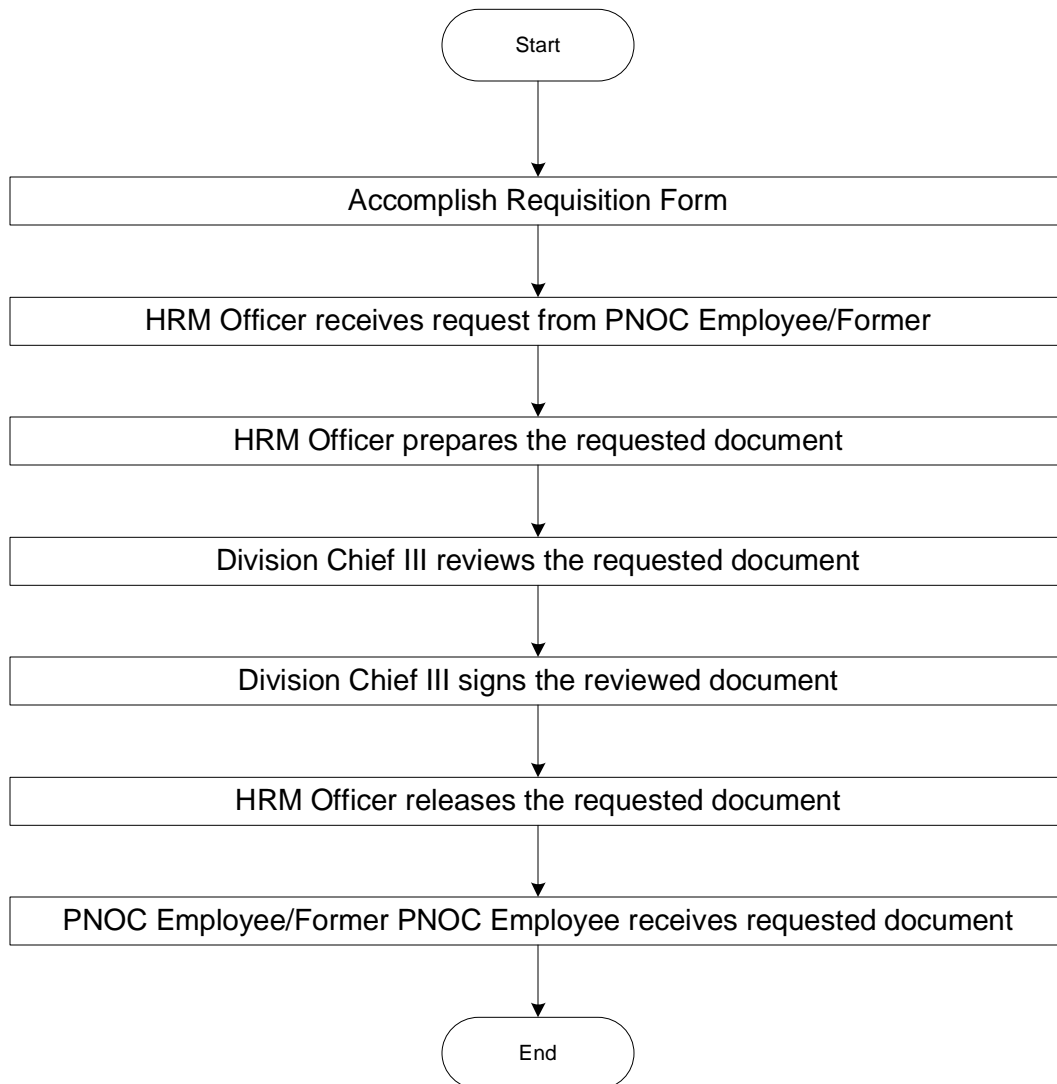 Start
Accomplish Requisition Form
HRM Officer receives request from PNOC Employee/Former
HRM Officer prepares the requested document
Division Chief III reviews the requested document
Division Chief III signs the reviewed document
HRM Officer releases the requested document
PNOC Employee/Former PNOC Employee receives requested document
End